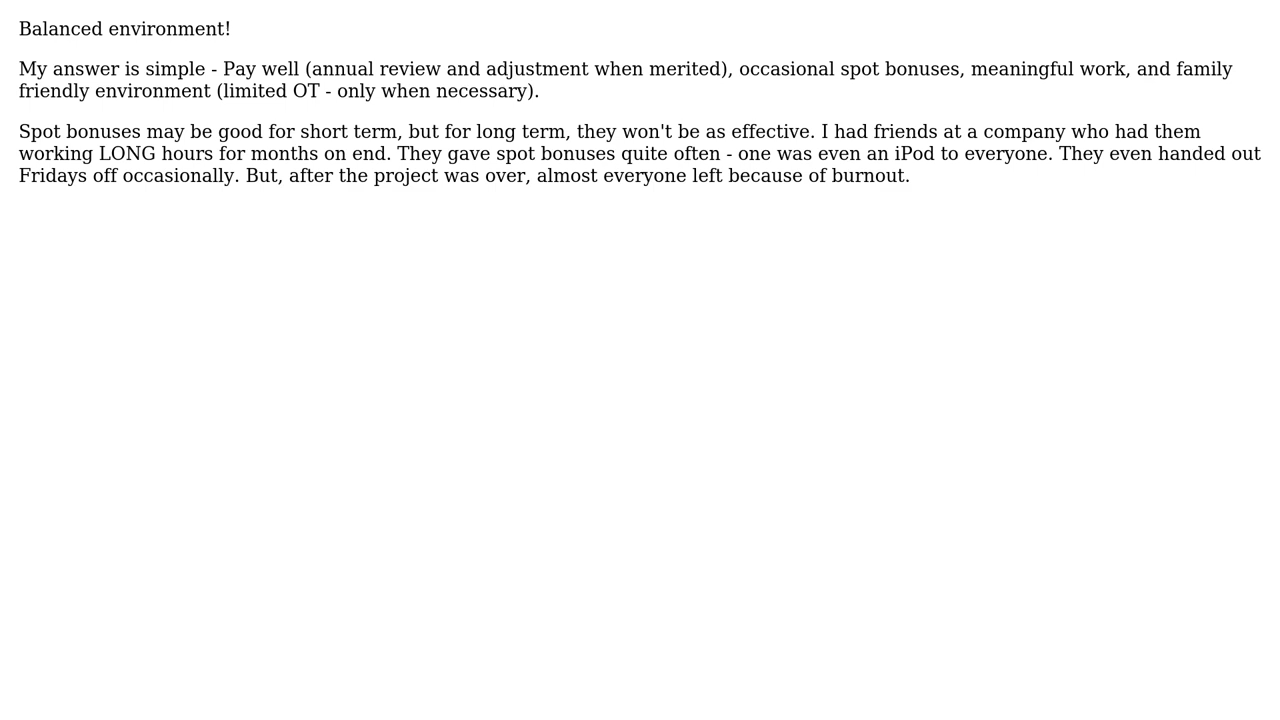 Balanced environment!
My answer is simple - Pay well (annual review and adjustment when merited), occasional spot bonuses, meaningful work, and family
friendly environment (limited OT - only when necessary).
Spot bonuses may be good for short term, but for long term, they won't be as effective. I had friends at a company who had them
working LONG hours for months on end. They gave spot bonuses quite often - one was even an iPod to everyone. They even handed out
Fridays off occasionally. But, after the project was over, almost everyone left because of burnout.